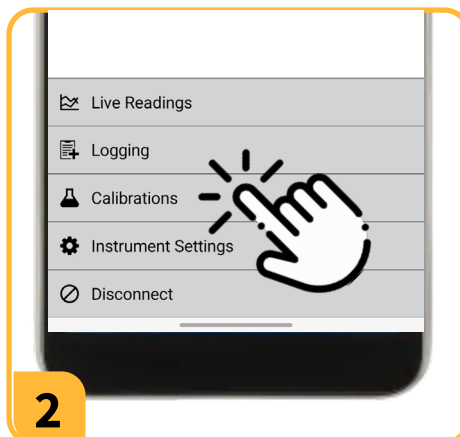 Live Readings
Logging
Calibrations
Instrument Settings
Disconnect
2